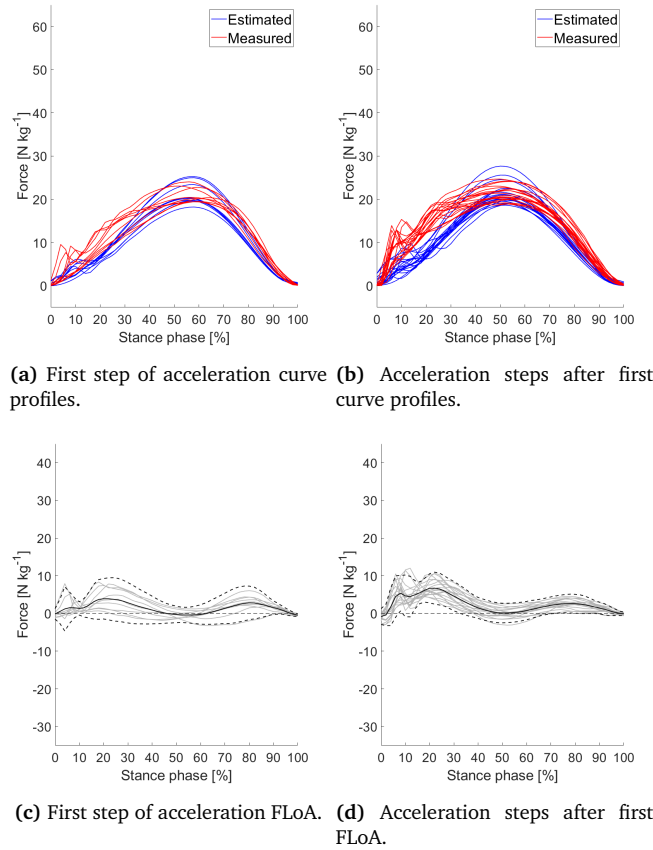 Estimated
Measured
60
50
40
30
20
10
0
Force [N kg-1]
0 10 20 30 40 50 60 70 80 90 100
Stance phase [%]
Estimated
Measured
60
50
40
30
20
10
0
Force [N kg-1]
0 10 20 30 40 50 60 70 80 90 100
Stance phase [%]
(a) First step of acceleration curve
profiles.
(b) Acceleration steps after first
curve profiles.
40
30
20
10
0
-10
-20
-30
Force [N kg-1]
0 10 20 30 40 50 60 70 80 90 100
Stance phase [%]
40
30
20
10
0
-10
-20
-30
Force [N kg-1]
0 10 20 30 40 50 60 70 80 90 100
Stance phase [%]
(c) First step of acceleration FLoA.
(d) Acceleration steps after first
FLoA.